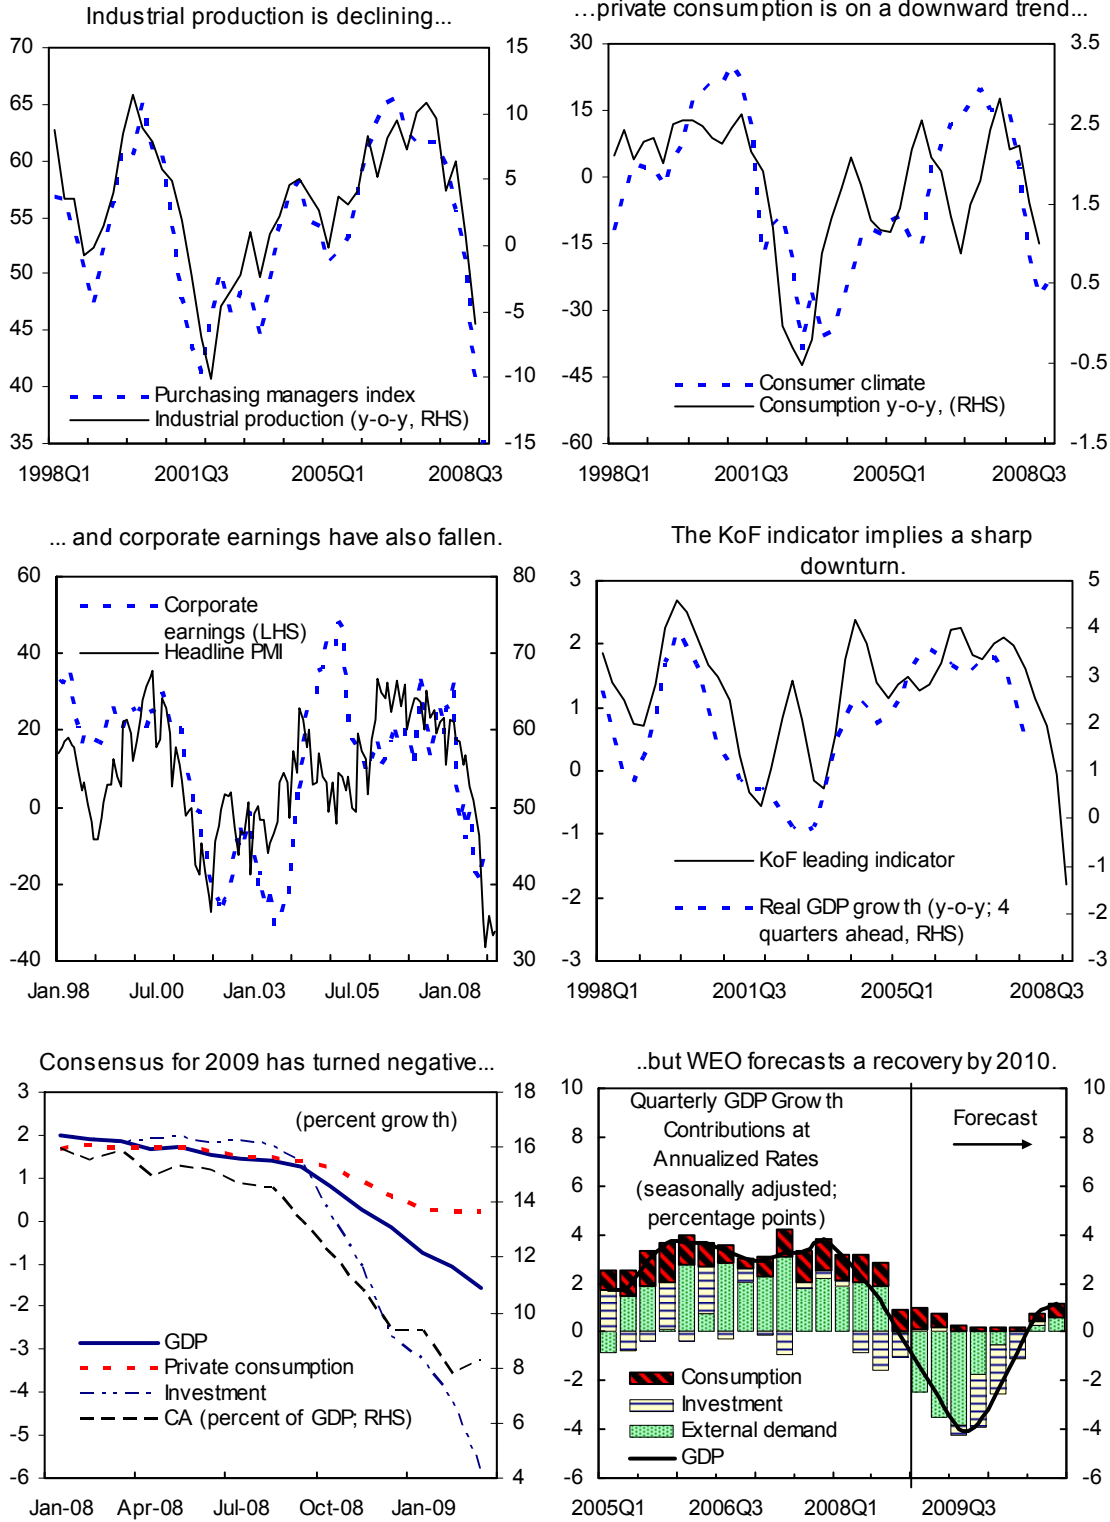 Industrial production is declining...
70
65
60
55
50
45
40
35
15
10
5
0
-5
-10
-15
Purchasing managers index
Industrial production (y-o-y, RHS)
1998Q1 2001Q3 2005Q1 2008Q3
...private consumption is on a downward trend...
30
15
0
-15
-30
-45
-60
3.5
2.5
1.5
0.5
-0.5
-1.5
Consumer climate
Consumption y-o-y, (RHS)
1998Q1 2001Q3 2005Q1 2008Q3
... and corporate earnings have also fallen.
60
40
20
0
-20
-40
80
70
60
50
40
30
Corporate
earnings (LHS)
Headline PMI
Jan.98 Jul.00 Jan.03 Jul.05 Jan.08
The KoF indicator implies a sharp
downturn.
3
2
1
0
-1
-2
-3
5
4
3
2
1
0
-1
-2
-3
KoF leading indicator
Real GDP growth (y-o-y; 4
quarters ahead, RHS)
1998Q1 2001Q3 2005Q1 2008Q3
Consensus for 2009 has turned negative...
(percent growth)
3
2
1
0
-1
-2
-3
-4
-5
-6
18
16
14
12
10
8
6
4
GDP
Private consumption
Investment
CA (percent of GDP; RHS)
Jan-08 Apr-08 Jul-08 Oct-08 Jan-09
..but WEO forecasts a recovery by 2010.
10
8
6
4
2
0
-2
-4
-6
10
8
6
4
2
0
-2
-4
-6
Quarterly GDP Growth
Contributions at
Annualized Rates
(seasonally adjusted;
percentage points)
Forecast
Consumption
Investment
External demand
GDP
2005Q1 2006Q3 2008Q1 2009Q3